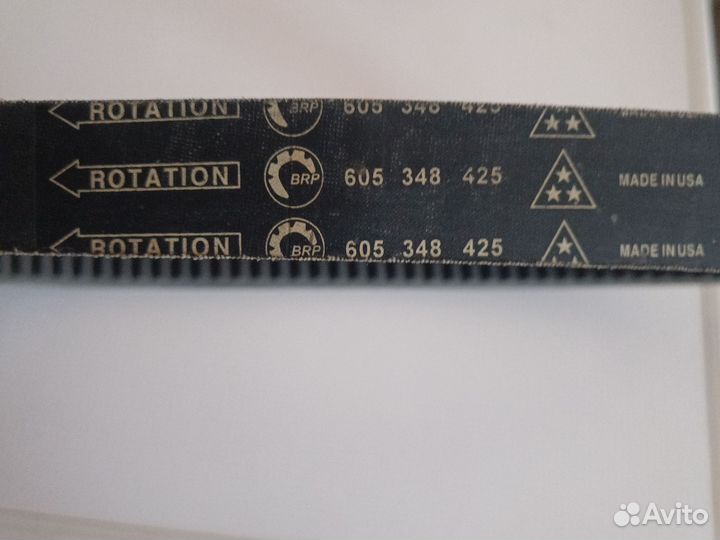 ROTATION BRP 605 348 425
ROTATION BRP 605 348 425 MADE IN USA
ROTATION BRP 605 348 425 MADE IN USA
Avito